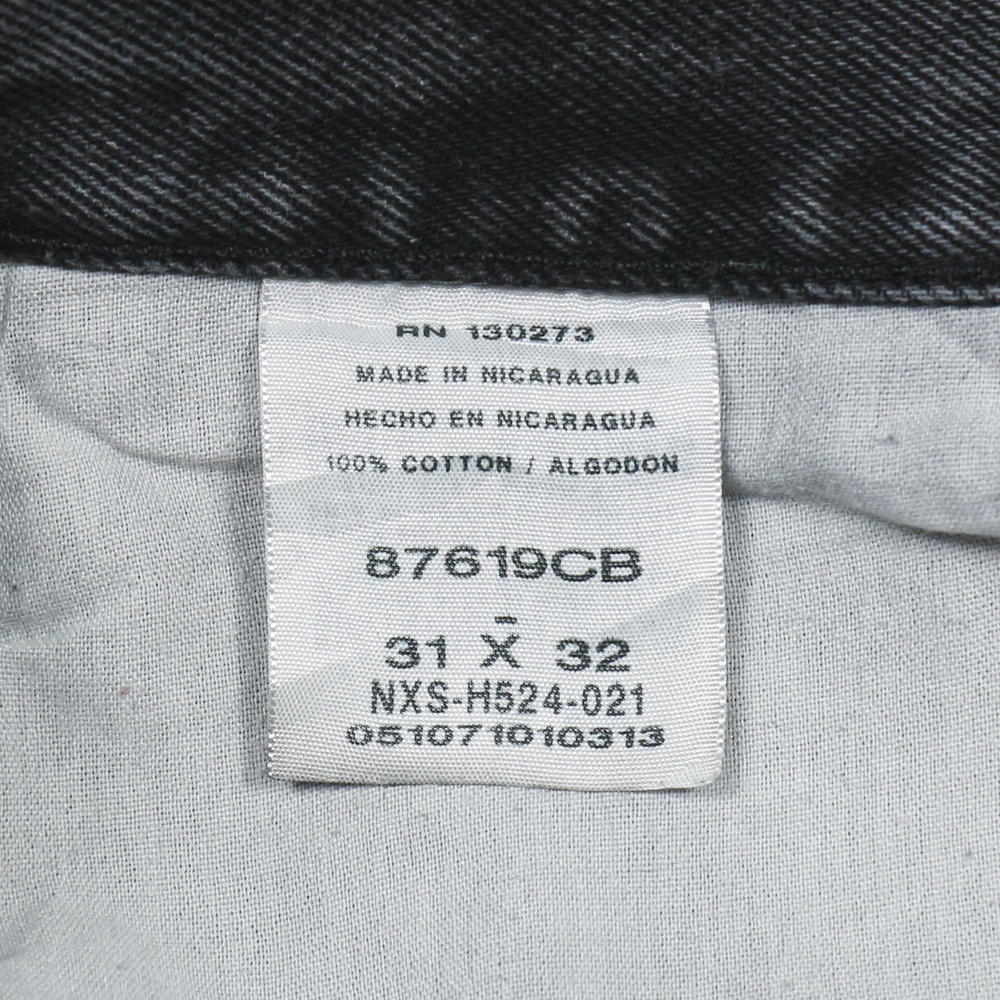 RN 130273
MADE IN NICARAGUA
HECHO EN NICARAGUA
100% COTTON / ALGODON
87619CB
-
31 X 32
NXS-H524-021
051071010313